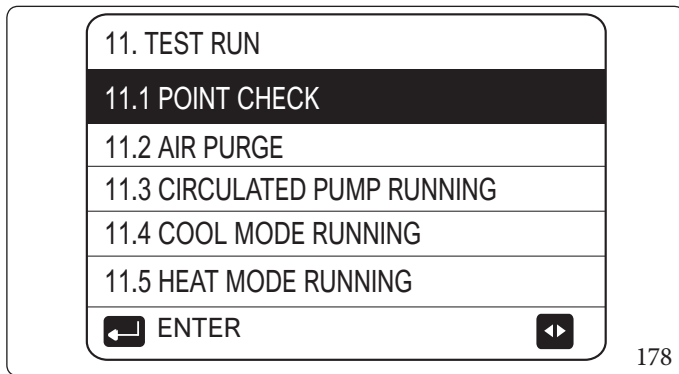 11. TEST RUN
11.1 POINT CHECK
11.2 AIR PURGE
11.3 CIRCULATED PUMP RUNNING
11.4 COOL MODE RUNNING
11.5 HEAT MODE RUNNING
ENTER
178